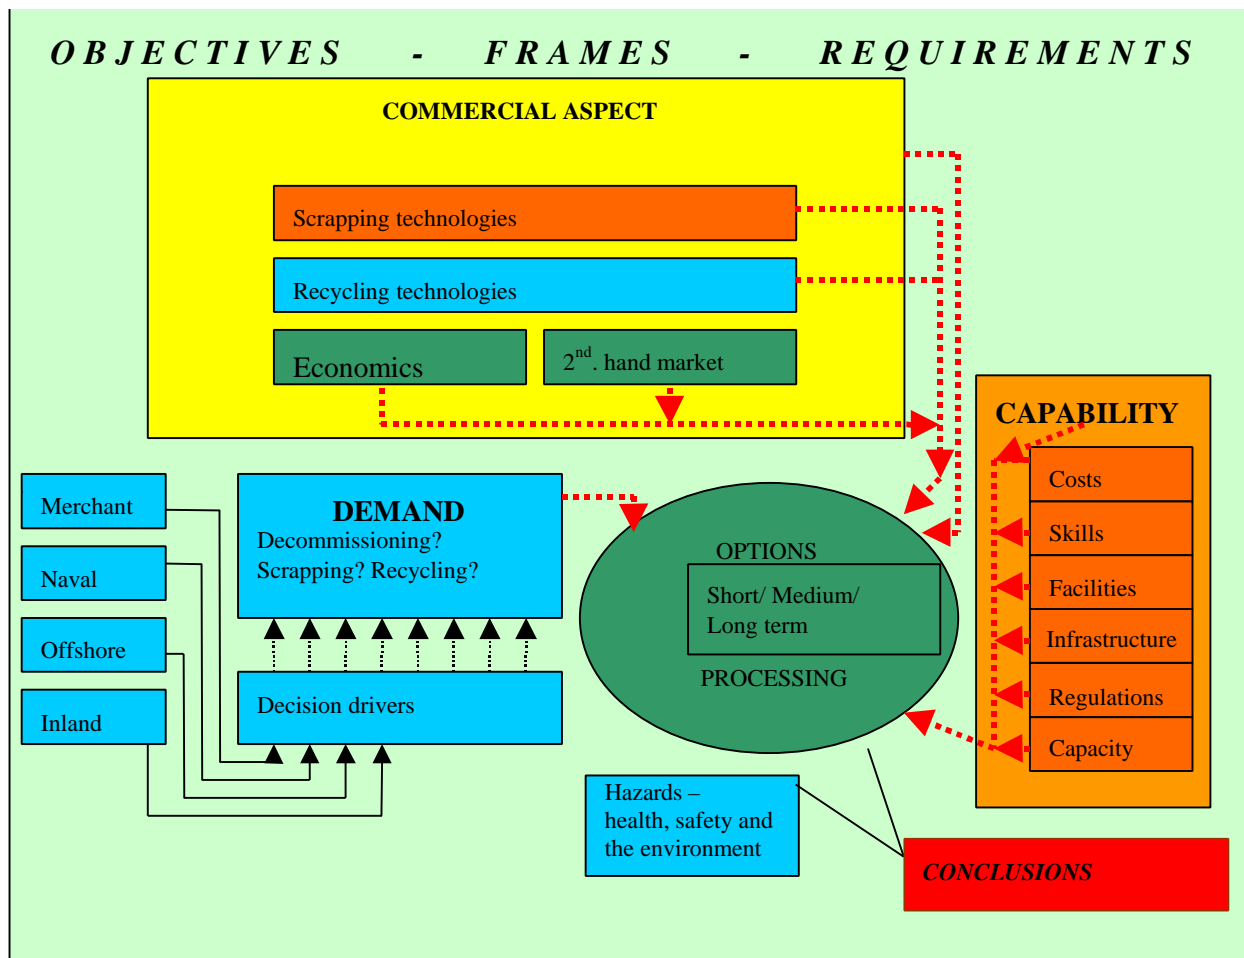 OBJECTIVES - FRAMES - REQUIREMENTS
COMMERCIAL ASPECT
Scrapping technologies
Recycling technologies
Economics
2nd. hand market
CAPABILITY
Costs
Skills
Facilities
Infrastructure
Regulations
Capacity
Merchant
Naval
Offshore
Inland
DEMAND
Decommissioning?
Scrapping? Recycling?
Decision drivers
OPTIONS
Short/ Medium/
Long term
PROCESSING
Hazards –
health, safety and
the environment
CONCLUSIONS